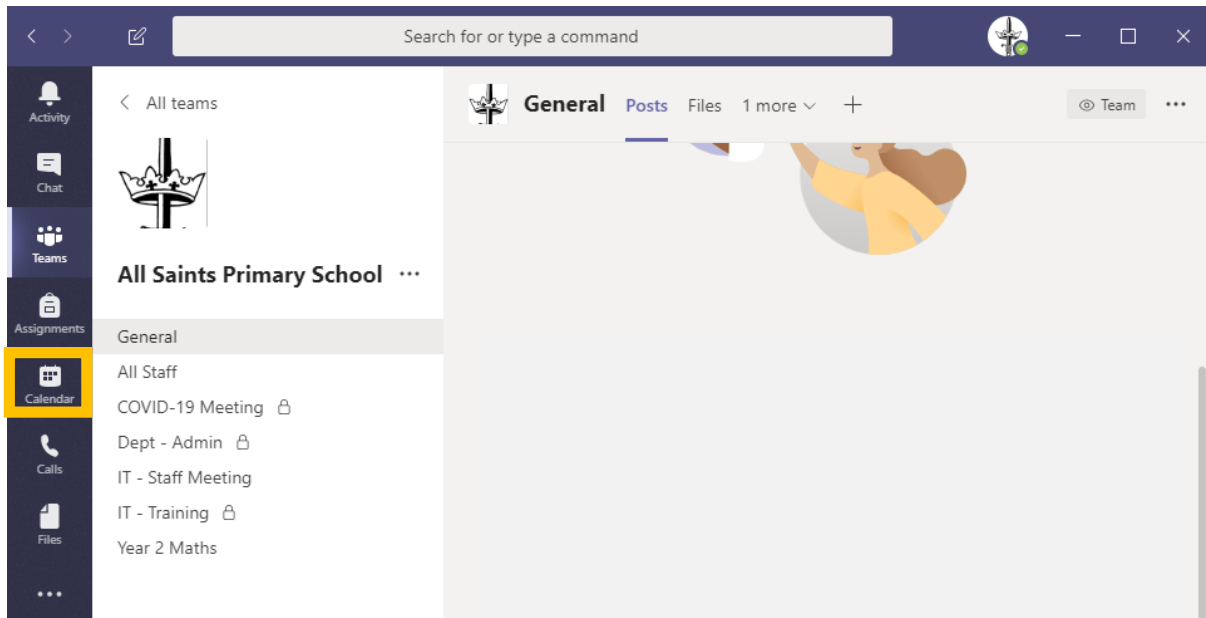 Search for or type a command
Activity
Chat
Teams
Assignments
Calendar
Calls
Files
All teams
All Saints Primary School
General
All Staff
COVID-19 Meeting
Dept - Admin
IT - Staff Meeting
IT - Training
Year 2 Maths
General Posts Files 1 more
Team